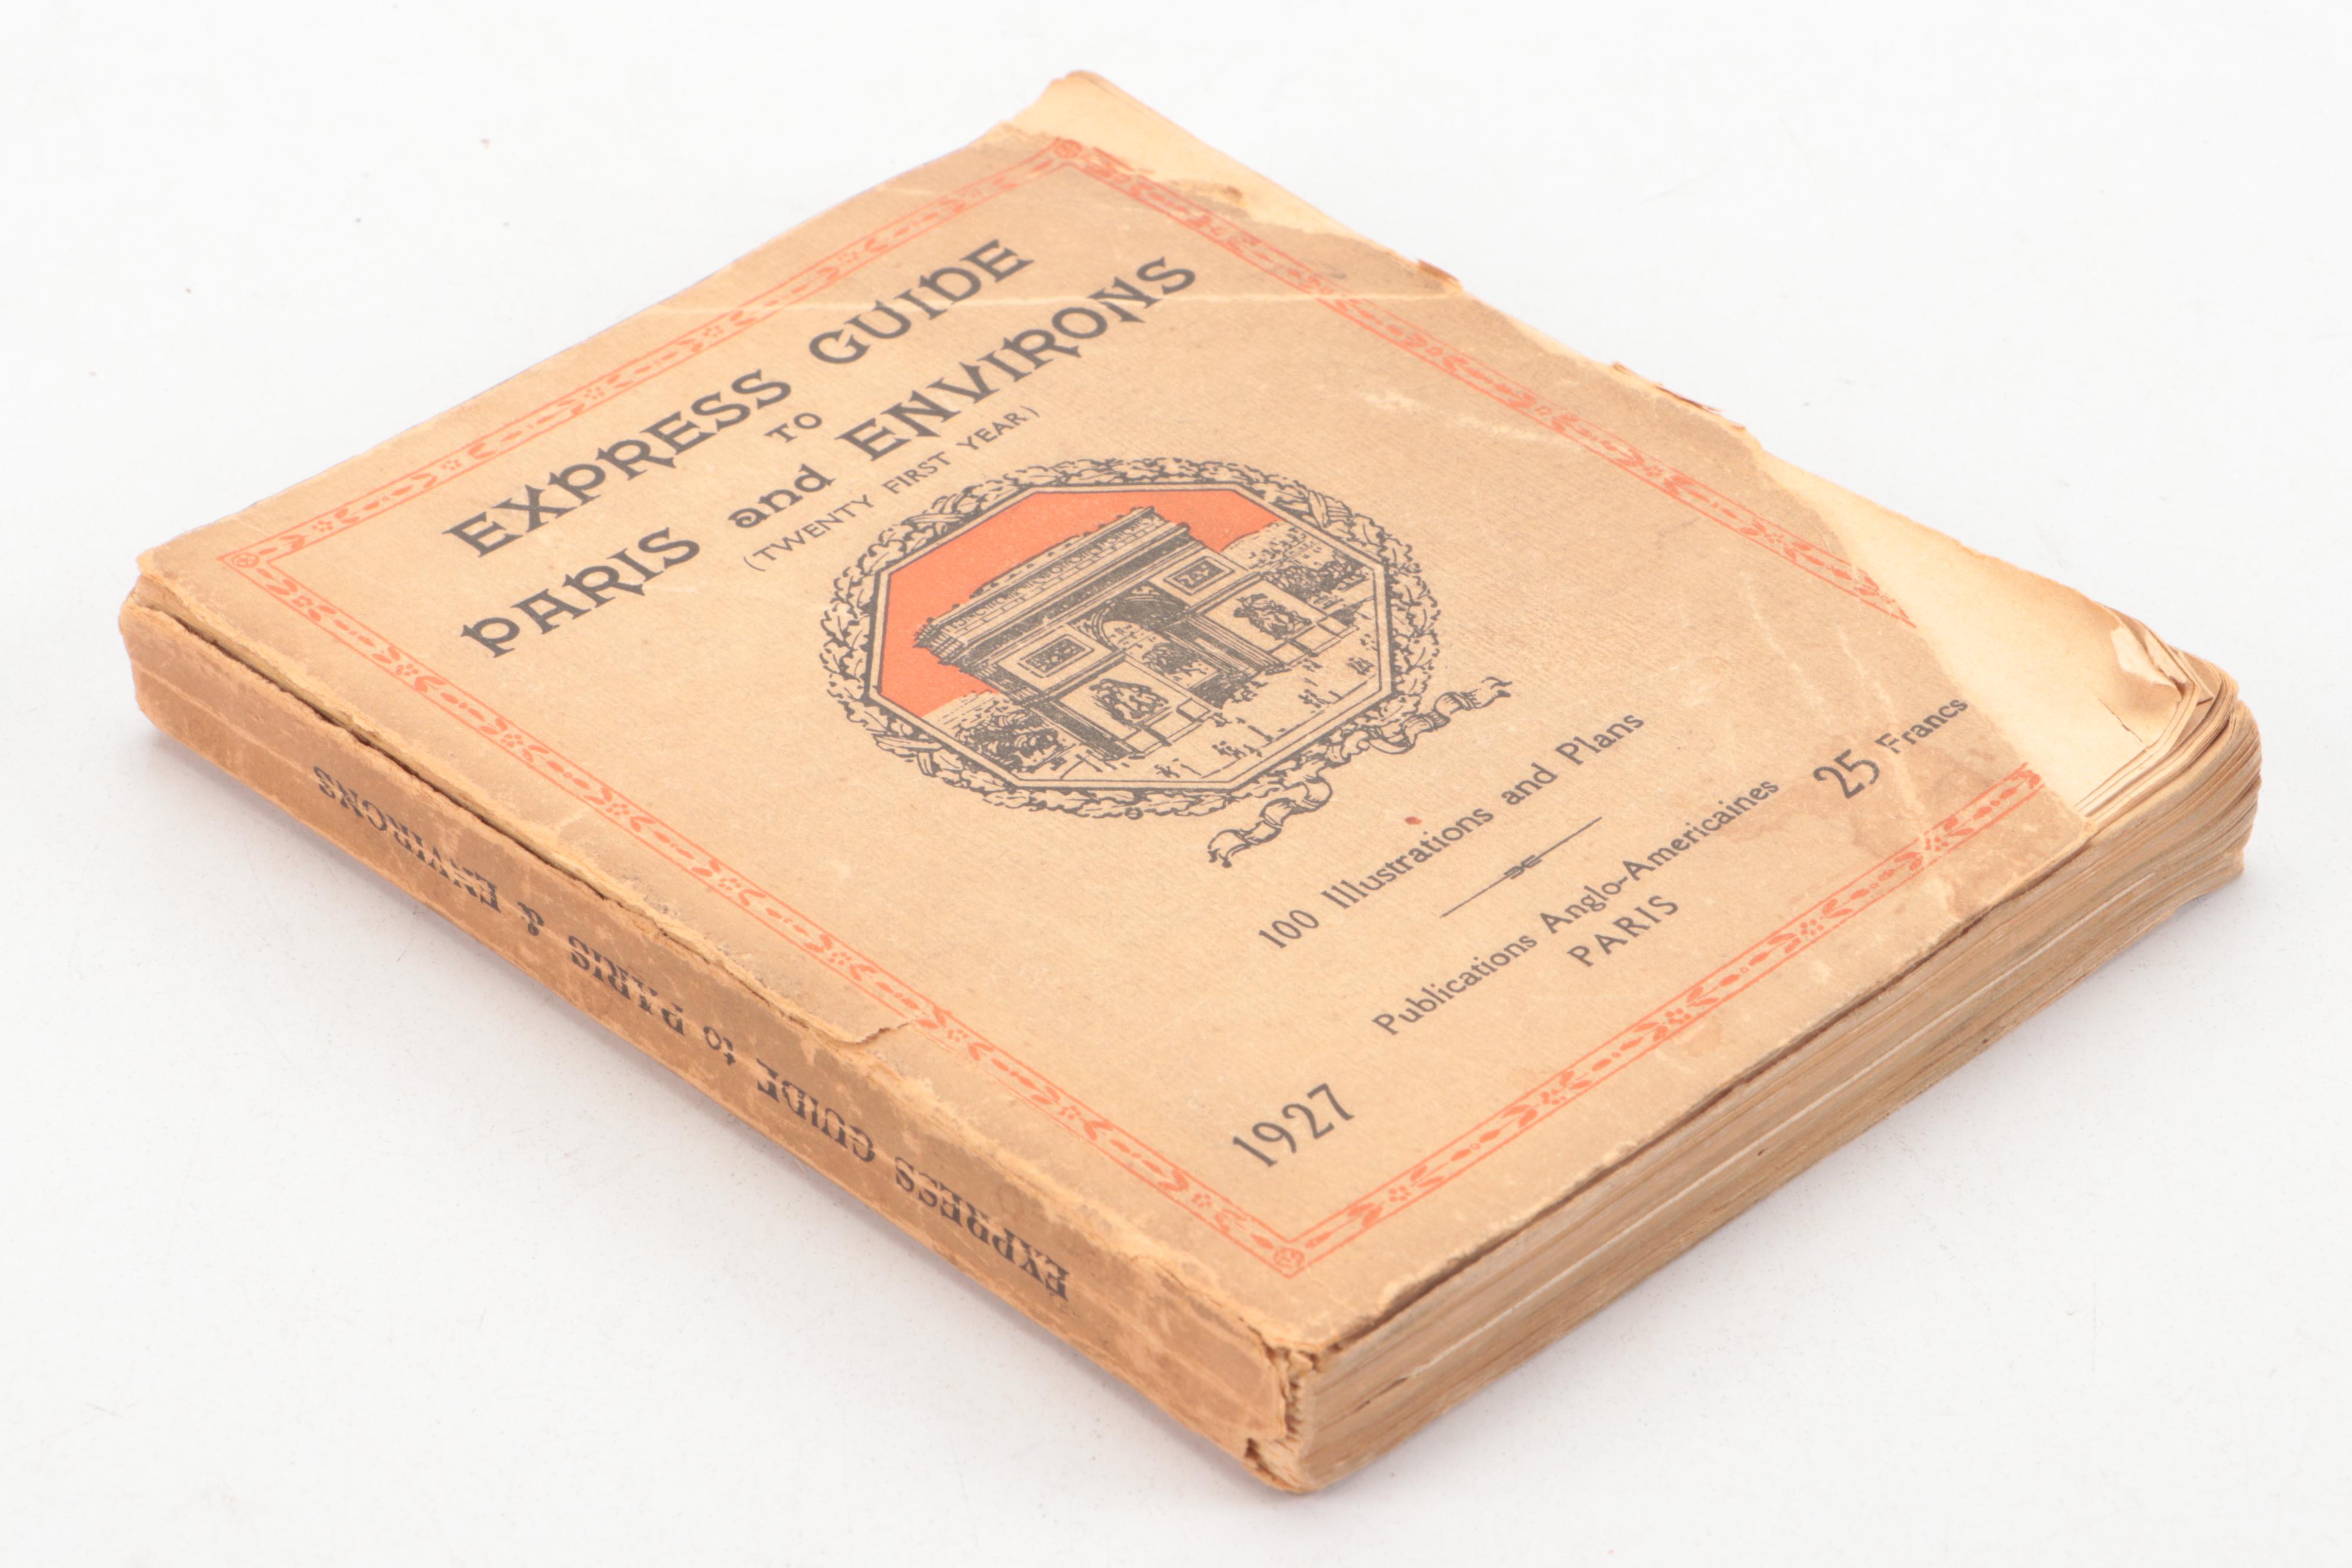 EXPRESS GUIDE
TO
PARIS and ENVIRONS
(TWENTY FIRST YEAR)
100 Illustrations and Plans
Publications Anglo-Americaines
PARIS
1927
25 Francs
EXPRESS GUIDE to PARIS & ENVIRONS